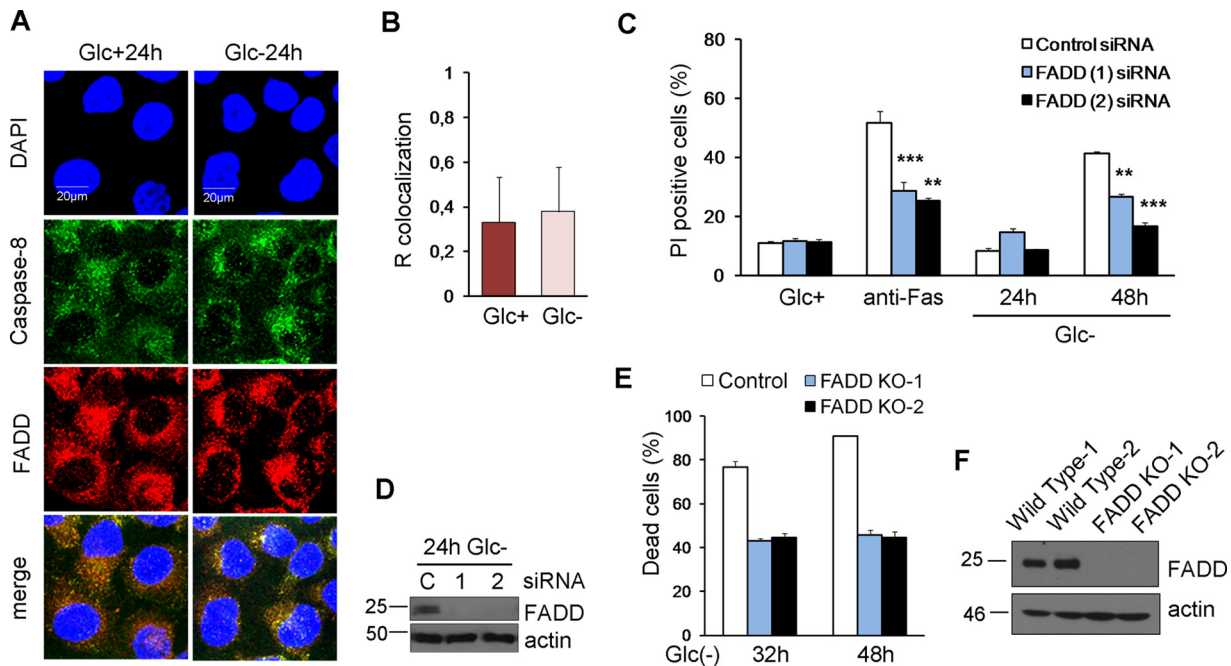 A
Glc+24h
Glc-24h
DAPI
20µm
20µm
Caspase-8
FADD
merge
B
R colocalization
1
0,8
0,6
0,4
0,2
0
Glc+
Glc-
C
PI positive cells (%)
80
60
40
20
0
Control siRNA
FADD (1) siRNA
FADD (2) siRNA
***
**
**
***
Glc+
anti-Fas
24h
48h
Glc-
D
24h Glc-
C 1 2 siRNA
25
FADD
50
actin
E
Control
FADD KO-1
FADD KO-2
Dead cells (%)
100
80
60
40
20
0
Glc(-)
32h
48h
F
Wild Type-1
Wild Type-2
FADD KO-1
FADD KO-2
25
FADD
46
actin